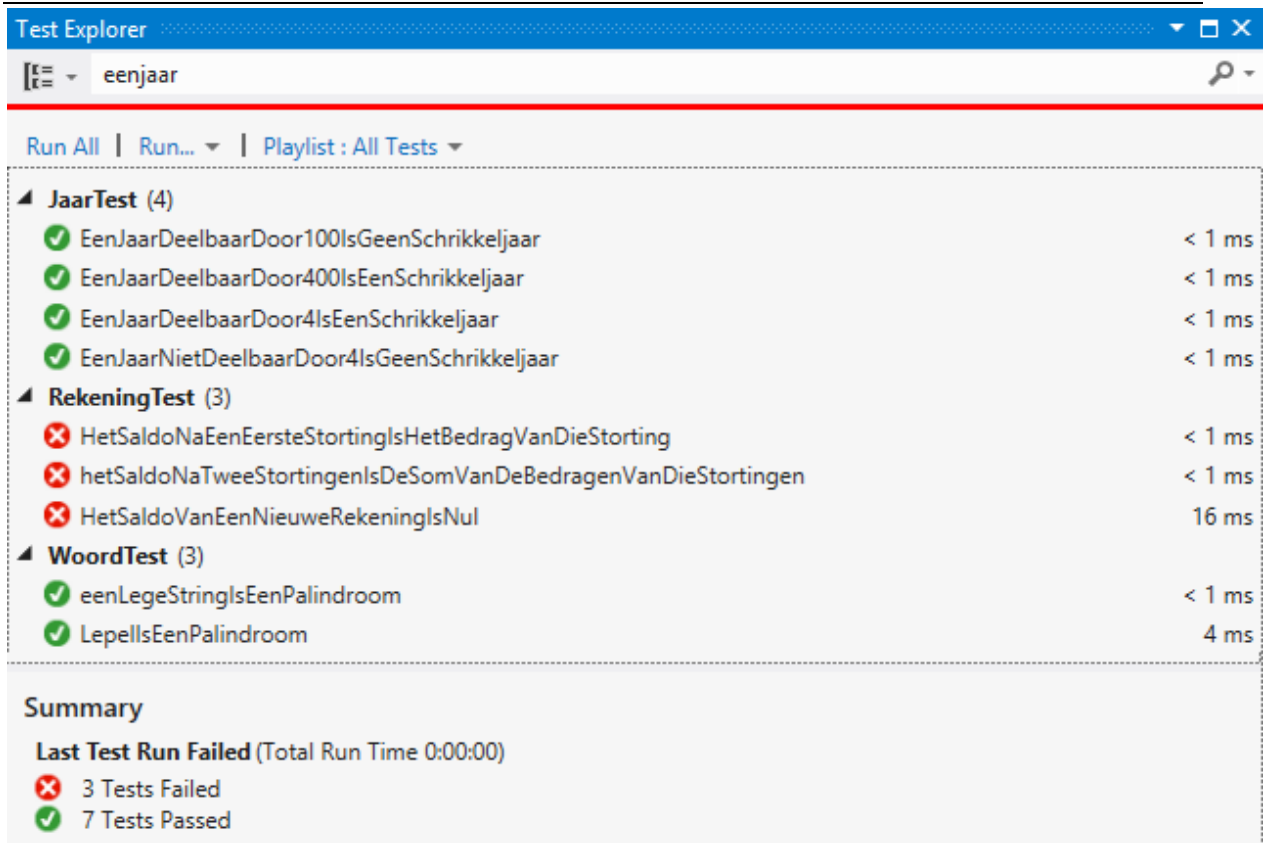 Test Explorer
eenjaar
Run All | Run... | Playlist : All Tests
JaarTest (4)
EenJaarDeelbaarDoor100IsGeenSchrikkeljaar < 1 ms
EenJaarDeelbaarDoor400IsEenSchrikkeljaar < 1 ms
EenJaarDeelbaarDoor4IsEenSchrikkeljaar < 1 ms
EenJaarNietDeelbaarDoor4IsGeenSchrikkeljaar < 1 ms
RekeningTest (3)
HetSaldoNaEenEersteStortingIsHetBedragVanDieStorting < 1 ms
hetSaldoNaTweeStortingenIsDeSomVanDeBedragenVanDieStortingen < 1 ms
HetSaldoVanEenNieuweRekeningIsNul 16 ms
WoordTest (3)
eenLegeStringIsEenPalindroom < 1 ms
LepelIsEenPalindroom 4 ms
Summary
Last Test Run Failed (Total Run Time 0:00:00)
3 Tests Failed
7 Tests Passed